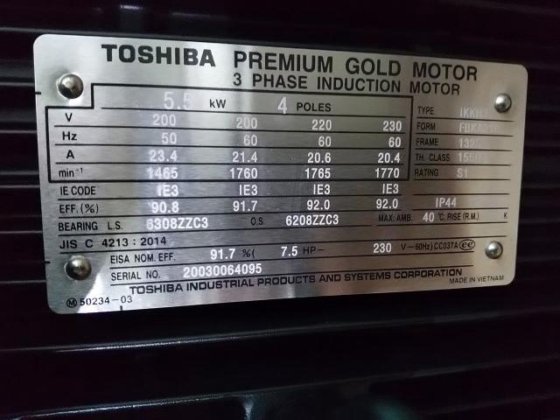 TOSHIBA PREMIUM GOLD MOTOR
3 PHASE INDUCTION MOTOR
5.5 kW 4 POLES
TYPE
V 200 200 220 230
FORM
Hz 50 60 60 60
FRAME
A 23.4 21.4 20.6 20.4
TH. CLASS
min-1 1465 1760 1765 1770
RATING S1
IE CODE IE3 IE3 IE3 IE3
EFF. (%) 90.8 91.7 92.0 92.0 IP44
BEARING L.S. 6308ZZC3 O.S. 6208ZZC3 MAX. AMB. 40 °C RISE (R.M.) K
JIS C 4213 : 2014
EISA NOM. EFF. 91.7 %( 7.5 HP- 230 V-60Hz) CC037A
SERIAL NO. 20030064095
TOSHIBA INDUSTRIAL PRODUCTS AND SYSTEMS CORPORATION
MADE IN VIETNAM
M 50234-03